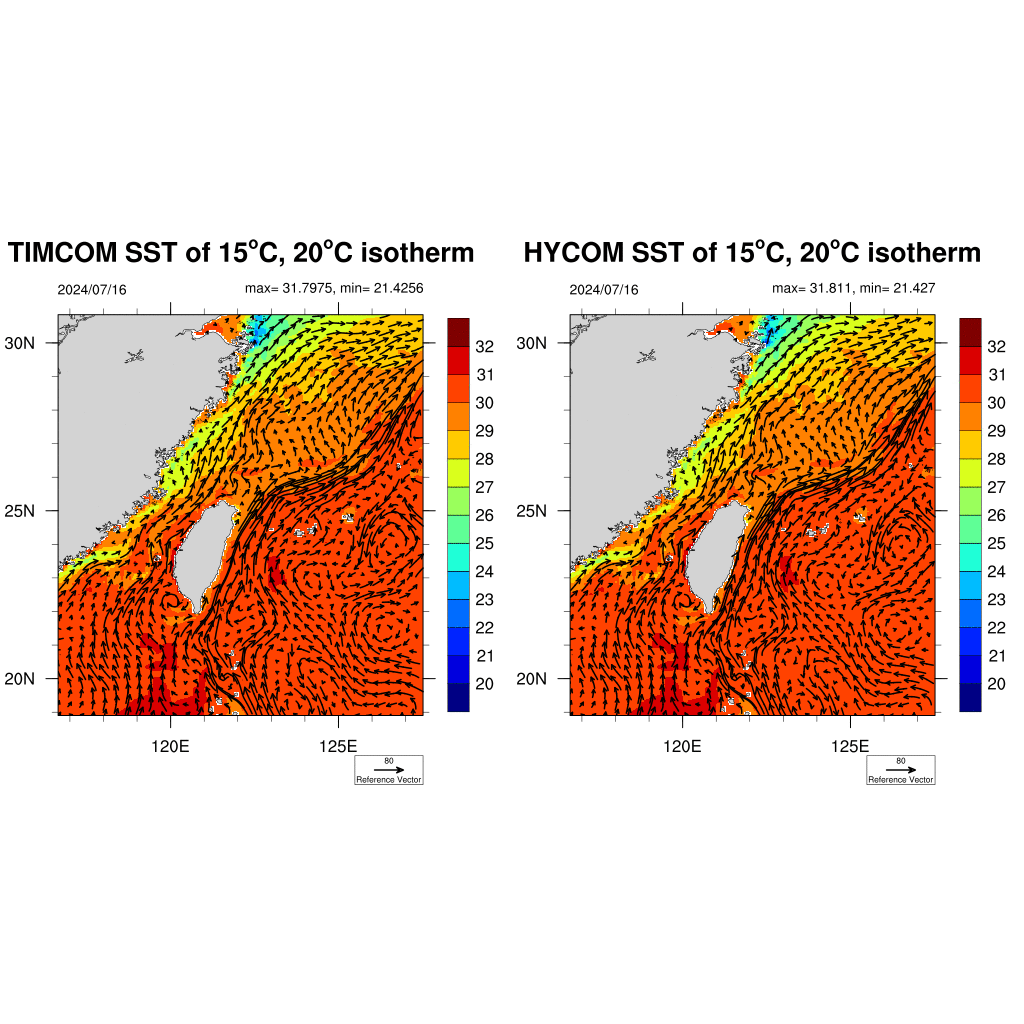 TIMCOM SST of 15°C, 20°C isotherm
2024/07/16
max= 31.7975, min= 21.4256
30N
25N
20N
120E
125E
32
31
30
29
28
27
26
25
24
23
22
21
20
80
Reference Vector
HYCOM SST of 15°C, 20°C isotherm
2024/07/16
max= 31.811, min= 21.427
30N
25N
20N
120E
125E
32
31
30
29
28
27
26
25
24
23
22
21
20
80
Reference Vector